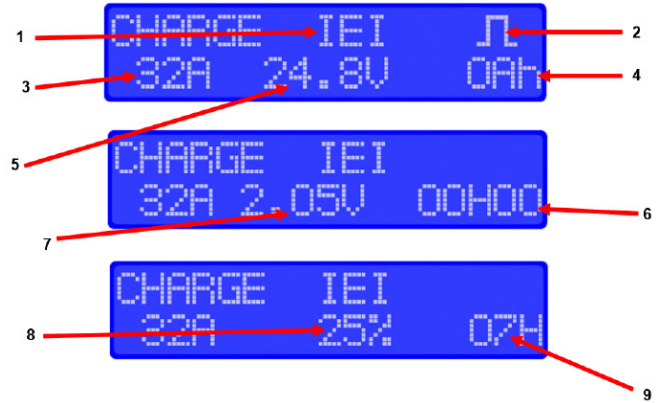 1
CHARGE IEI
2
3
32A 24.8V 0Ah
4
5
CHARGE IEI
32A 2.05V 00H00
6
7
CHARGE IEI
8
32A 25% 07H
9